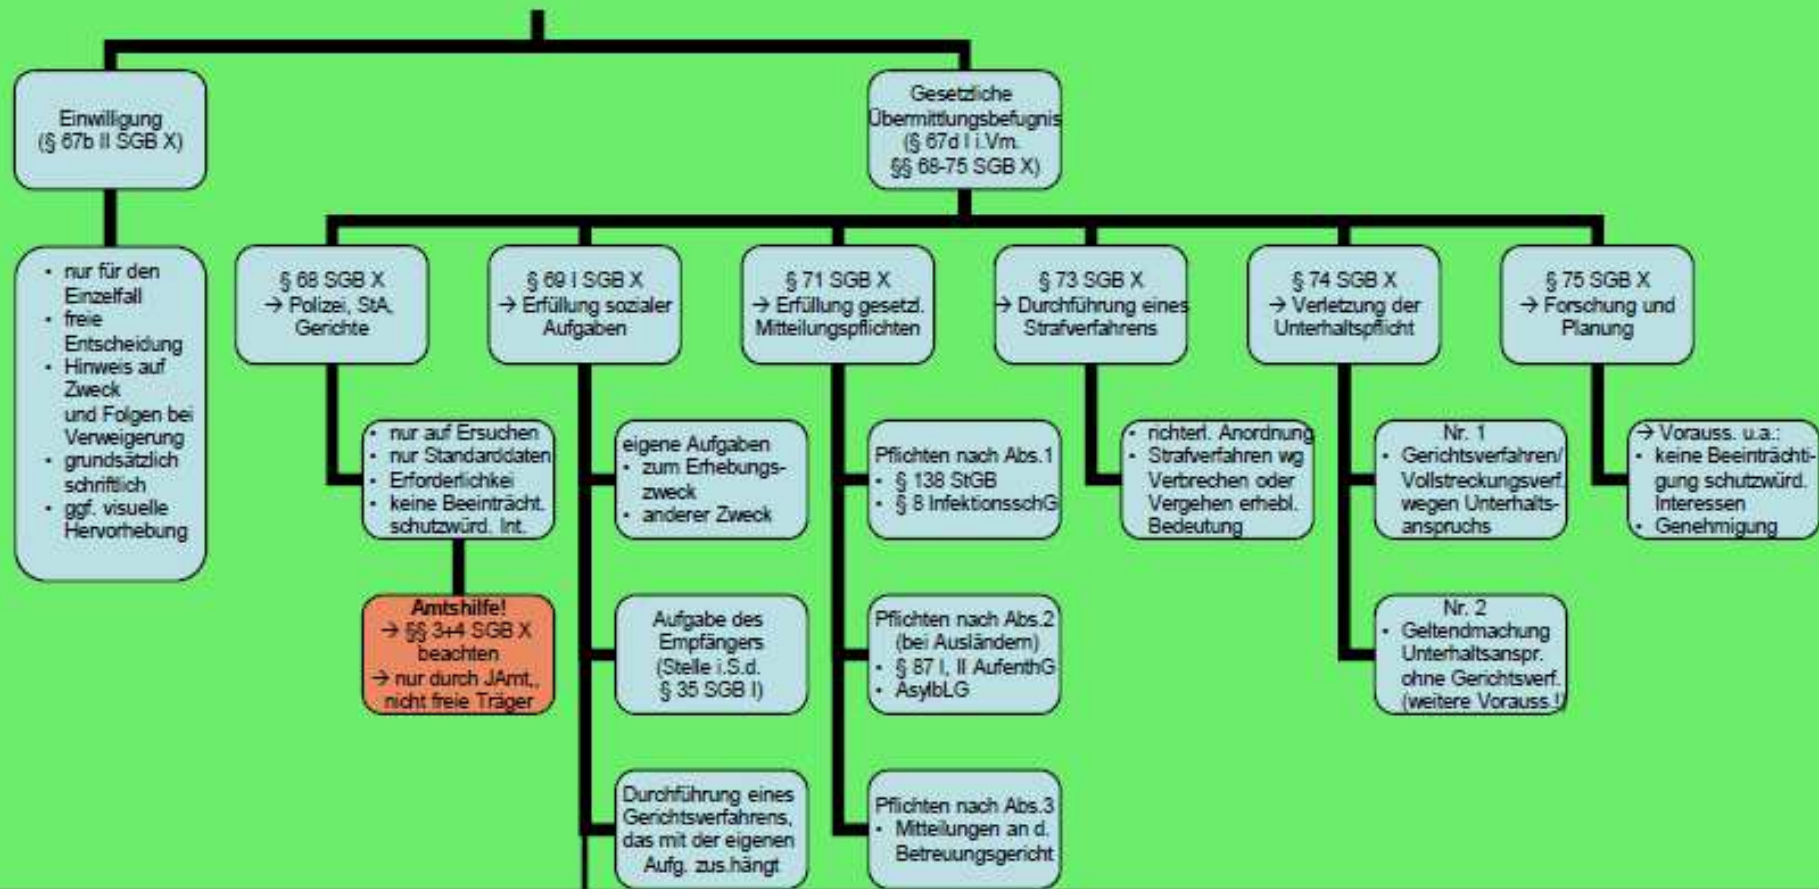 Einwilligung
(§ 67b II SGB X)
Gesetzliche
Übermittlungsbefugnis
(§ 67d I i.Vm.
§§ 68-75 SGB X)
• nur für den
Einzelfall
• freie
Entscheidung
• Hinweis auf
Zweck
und Folgen bei
Verweigerung
• grundsätzlich
schriftlich
• ggf. visuelle
Hervorhebung
§ 68 SGB X
→ Polizei, StA,
Gerichte
§ 69 I SGB X
→ Erfüllung sozialer
Aufgaben
§ 71 SGB X
→ Erfüllung gesetzl.
Mitteilungspflichten
§ 73 SGB X
→ Durchführung eines
Strafverfahrens
§ 74 SGB X
→ Verletzung der
Unterhaltspflicht
§ 75 SGB X
→ Forschung und
Planung
• nur auf Ersuchen
• nur Standarddaten
• Erforderlichkei
• keine Beeinträcht.
schutzwürd. Int.
eigene Aufgaben
• zum Erhebungs-
zweck
• anderer Zweck
Pflichten nach Abs.1
• § 138 StGB
• § 8 InfektionsschG
• richterl. Anordnung
• Strafverfahren wg
Verbrechen oder
Vergehen erhebl.
Bedeutung
Nr. 1
• Gerichtsverfahren/
Vollstreckungsverf.
wegen Unterhalts-
anspruchs
→ Vorauss. u.a.:
• keine Beeinträchti-
gung schutzwürd.
Interessen
• Genehmigung
Amtshilfe!
→ §§ 3+4 SGB X
beachten
→ nur durch JAmt,,
nicht freie Träger
Aufgabe des
Empfängers
(Stelle i.S.d.
§ 35 SGB I)
Pflichten nach Abs.2
(bei Ausländern)
• § 87 I, II AufenthG
• AsylbLG
Nr. 2
• Geltendmachung
Unterhaltsanspr.
ohne Gerichtsverf.
(weitere Vorauss.!)
Durchführung eines
Gerichtsverfahrens,
das mit der eigenen
Aufg. zus.hängt
Pflichten nach Abs.3
• Mitteilungen an d.
Betreuungsgericht